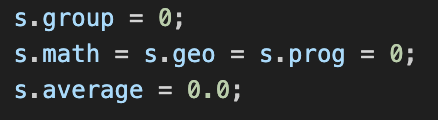 s.group = 0;
s.math = s.geo = s.prog = 0;
s.average = 0.0;